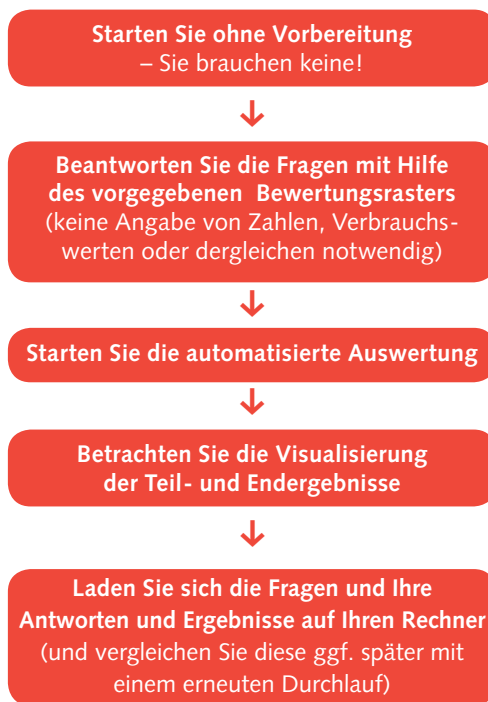 Starten Sie ohne Vorbereitung
– Sie brauchen keine!
Beantworten Sie die Fragen mit Hilfe
des vorgegebenen Bewertungsrasters
(keine Angabe von Zahlen, Verbrauchs-
werten oder dergleichen notwendig)
Starten Sie die automatisierte Auswertung
Betrachten Sie die Visualisierung
der Teil- und Endergebnisse
Laden Sie sich die Fragen und Ihre
Antworten und Ergebnisse auf Ihren Rechner
(und vergleichen Sie diese ggf. später mit
einem erneuten Durchlauf)